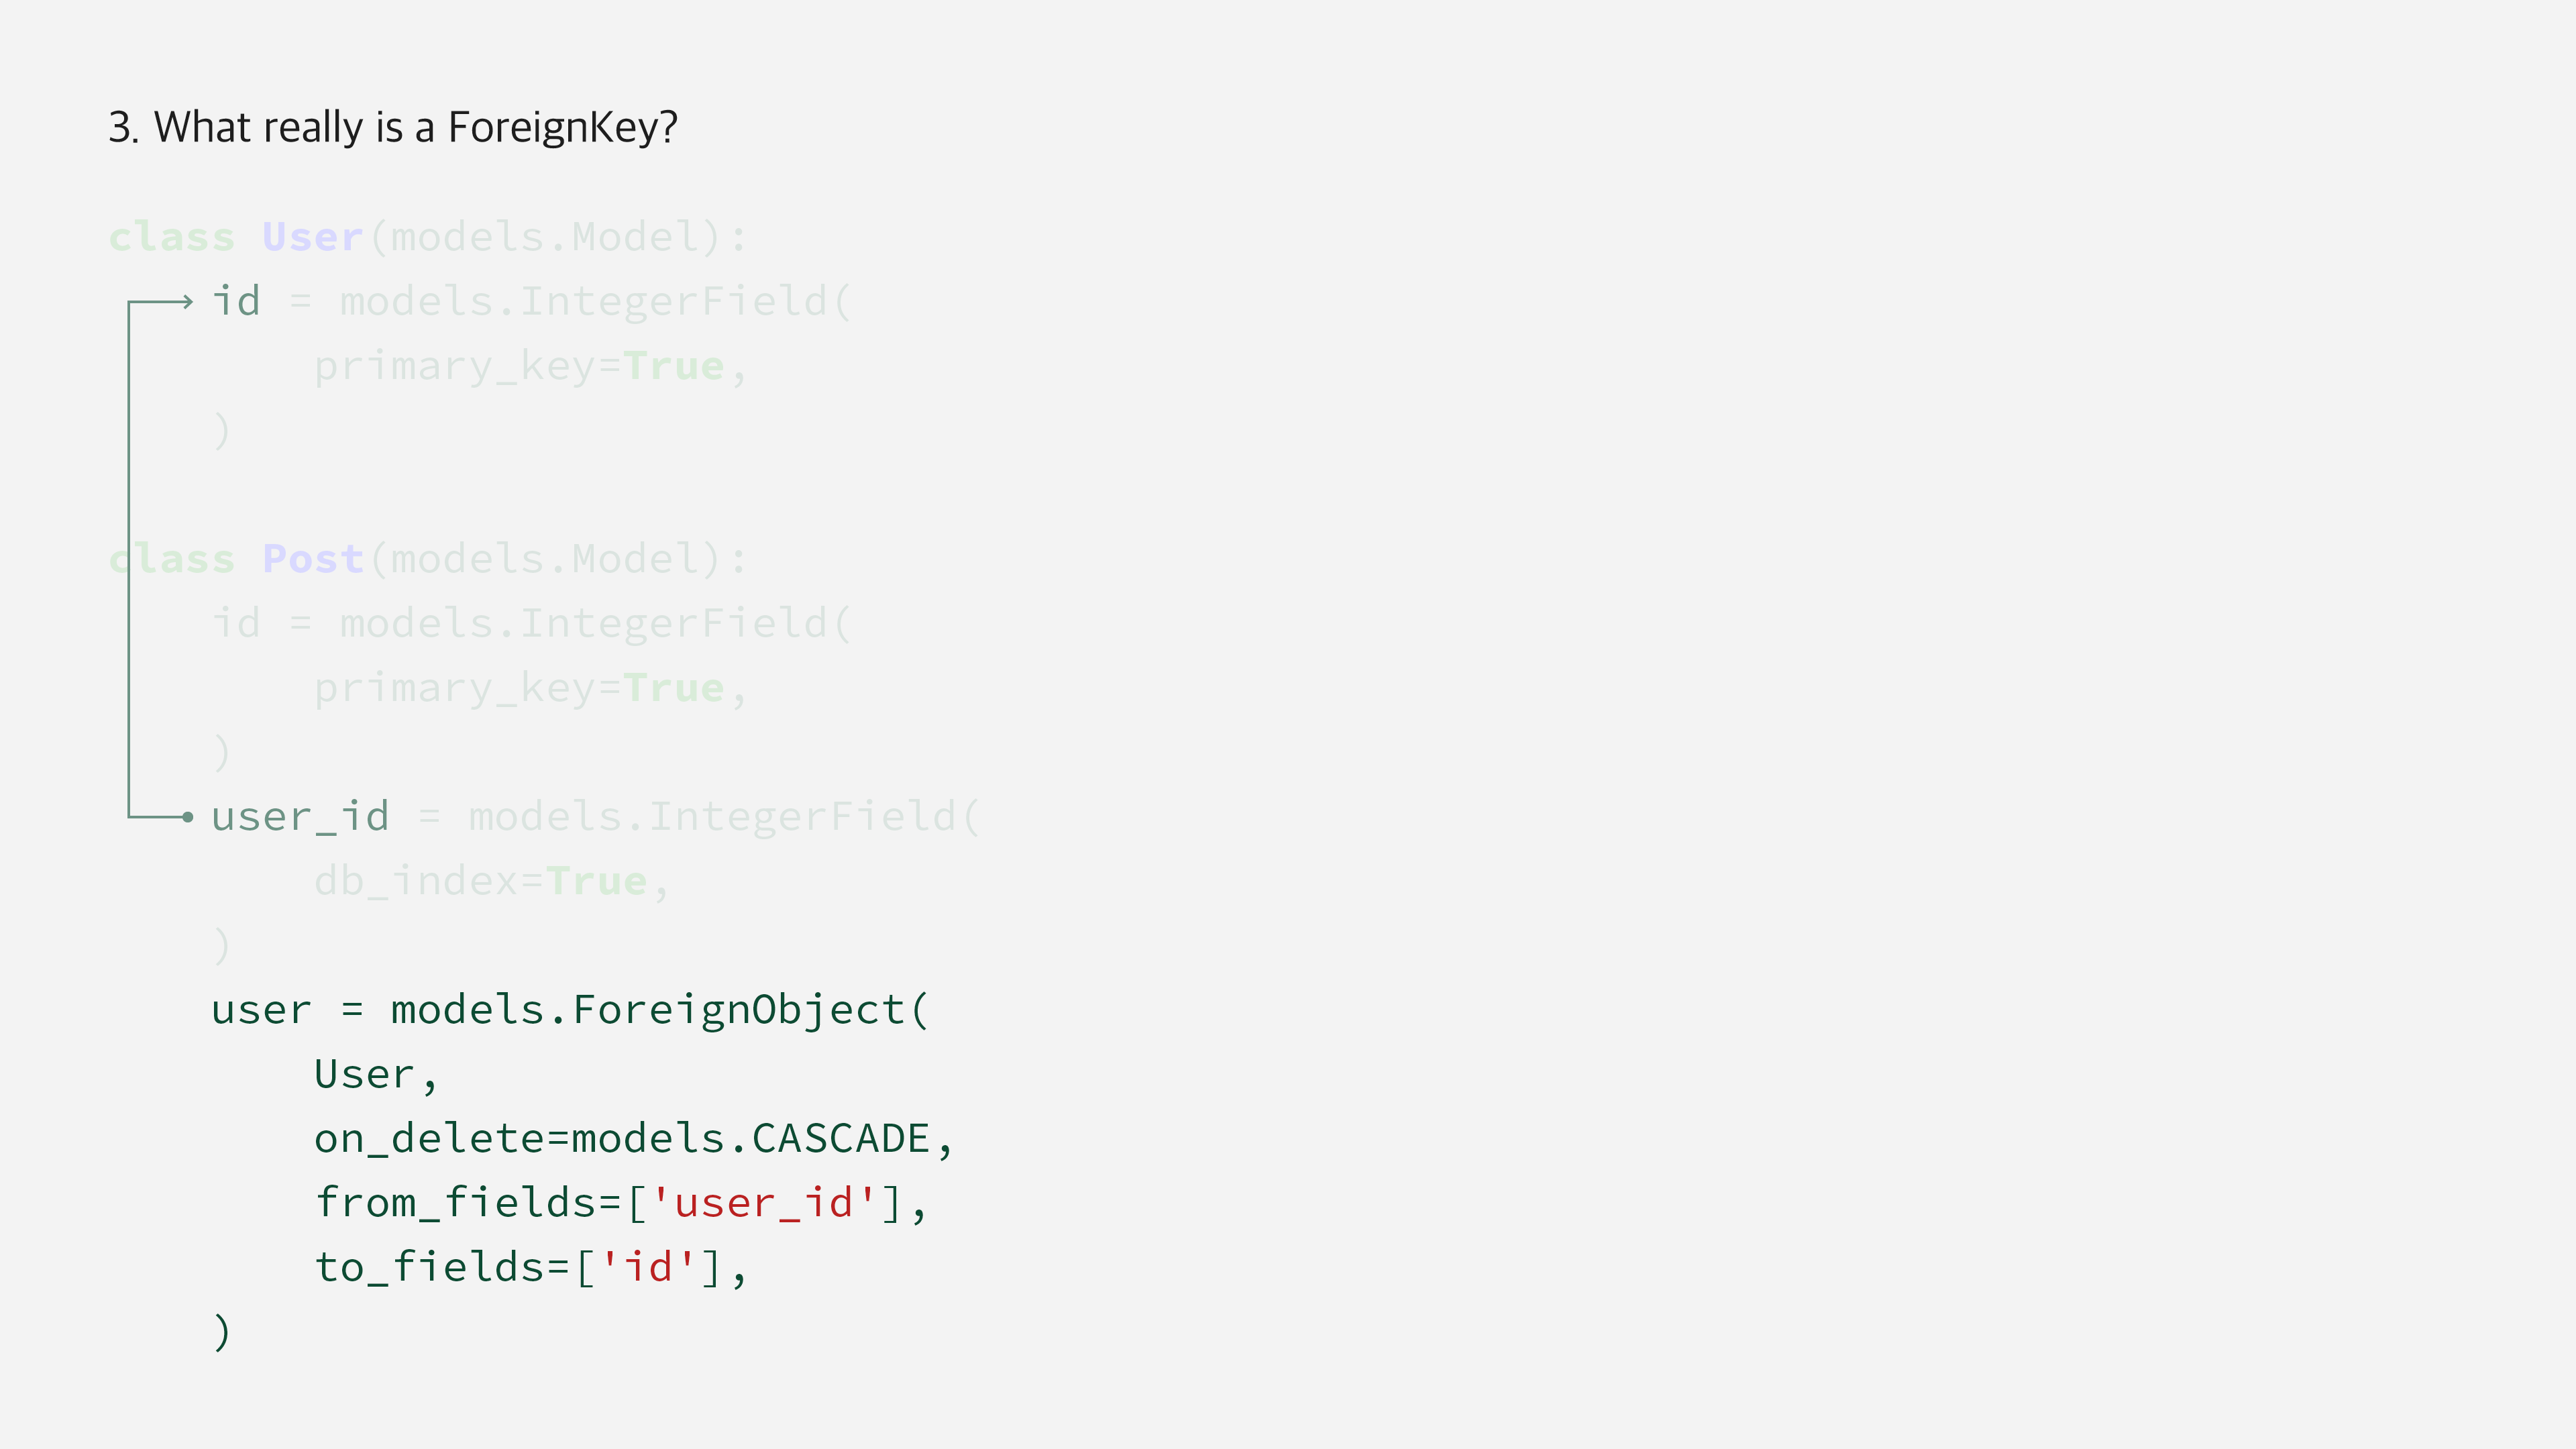 3. What really is a ForeignKey?
class User(models.Model):
    id = models.IntegerField(
        primary_key=True,
    )
class Post(models.Model):
    id = models.IntegerField(
        primary_key=True,
    )
    user_id = models.IntegerField(
        db_index=True,
    )
    user = models.ForeignObject(
        User,
        on_delete=models.CASCADE,
        from_fields=['user_id'],
        to_fields=['id'],
    )